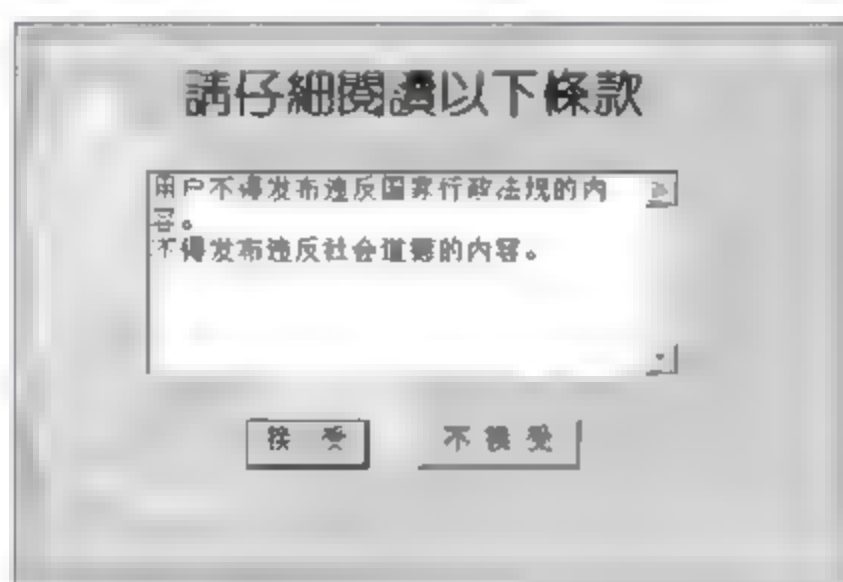 請仔細閱讀以下條款
用户不得发布违反国家行政法规的内
容。
不得发布违反社会道德的内容。
接 受
不 接 受